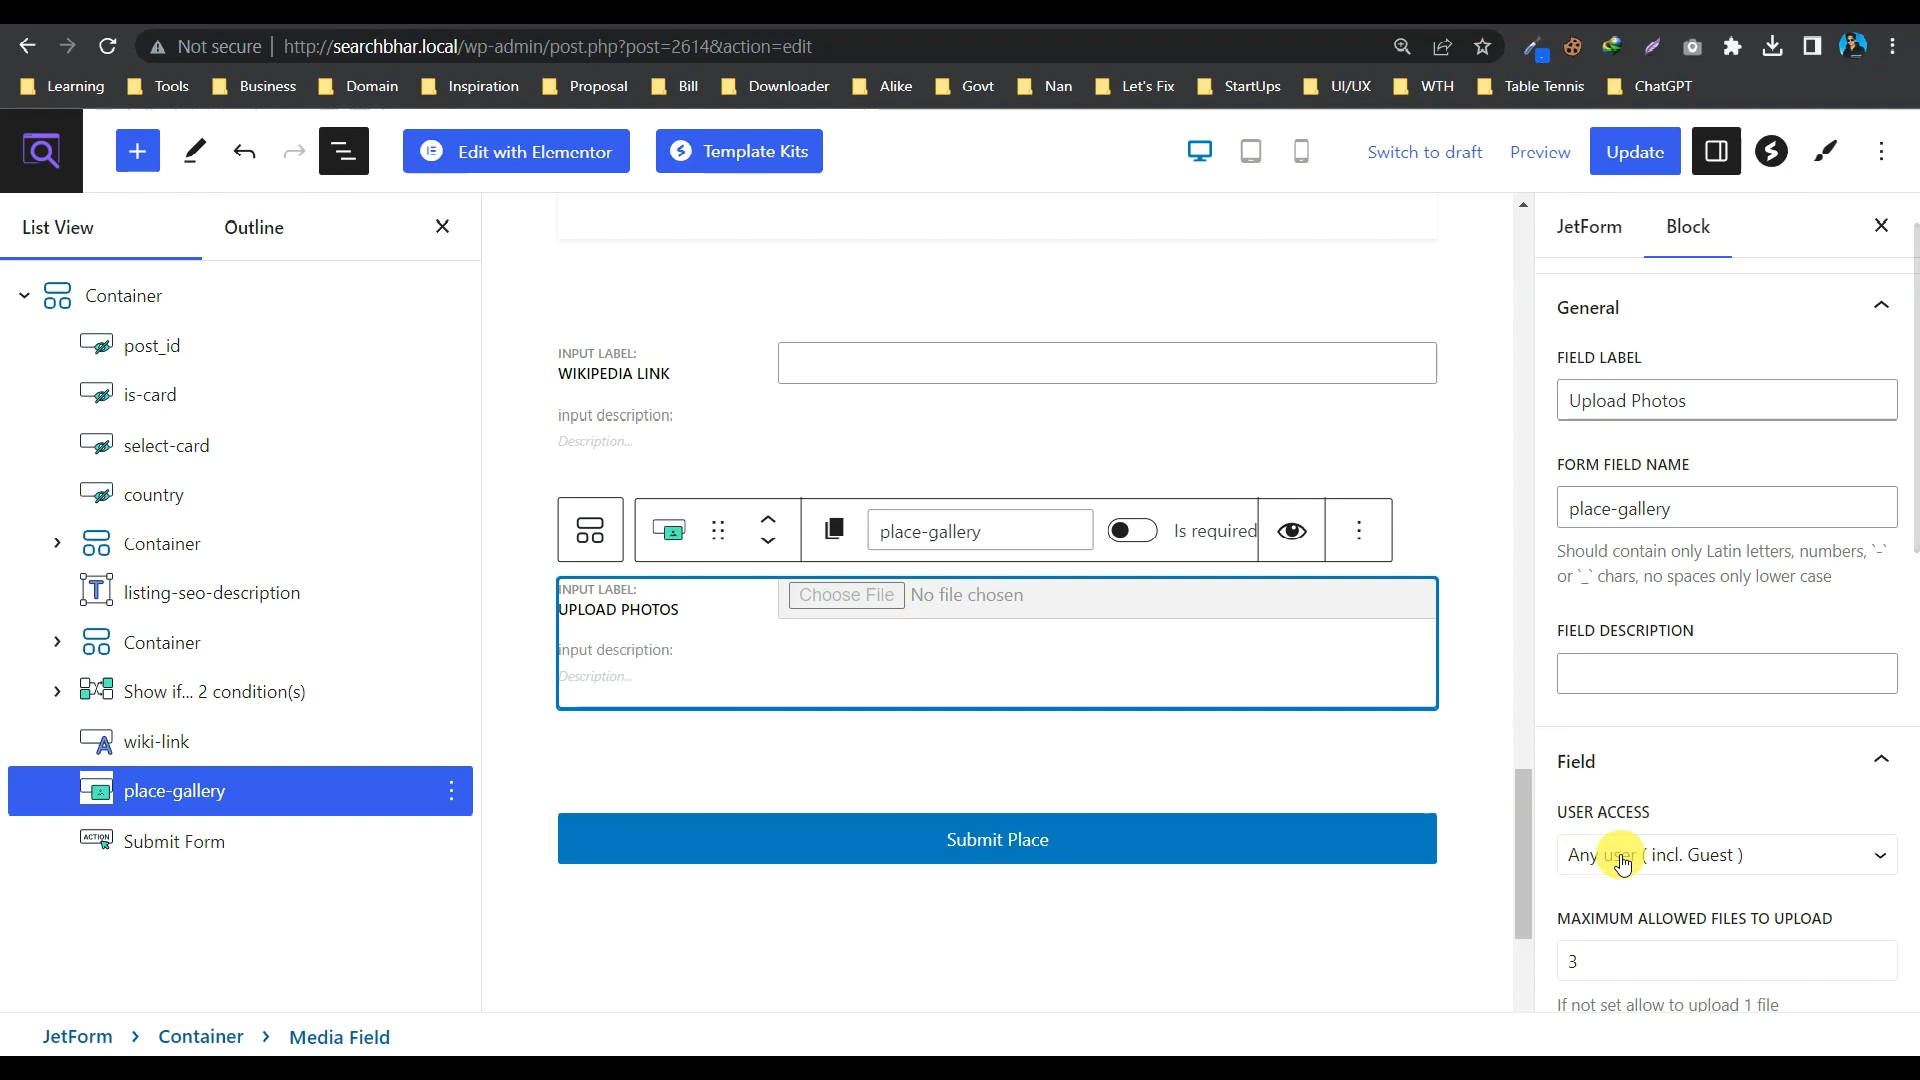 Not secure http://searchbhar.local/wp-admin/post.php?post=2614&action=edit
Learning Tools Business Domain Inspiration Proposal Bill Downloader Alike Govt Nan Let's Fix StartUps UI/UX WTH Table Tennis ChatGPT
Edit with Elementor Template Kits Switch to draft Preview Update
List View Outline JetForm Block
Container
post_id
is-card
select-card
country
Container
listing-seo-description
Container
Show if... 2 condition(s)
wiki-link
place-gallery
Submit Form
INPUT LABEL:
WIKIPEDIA LINK
input description:
Description...
place-gallery Is required
INPUT LABEL:
UPLOAD PHOTOS
Choose File No file chosen
input description:
Description...
Submit Place
General
FIELD LABEL
Upload Photos
FORM FIELD NAME
place-gallery
Should contain only Latin letters, numbers, `-`
or `_` chars, no spaces only lower case
FIELD DESCRIPTION
Field
USER ACCESS
Any user ( incl. Guest )
MAXIMUM ALLOWED FILES TO UPLOAD
3
If not set allow to upload 1 file
JetForm > Container > Media Field